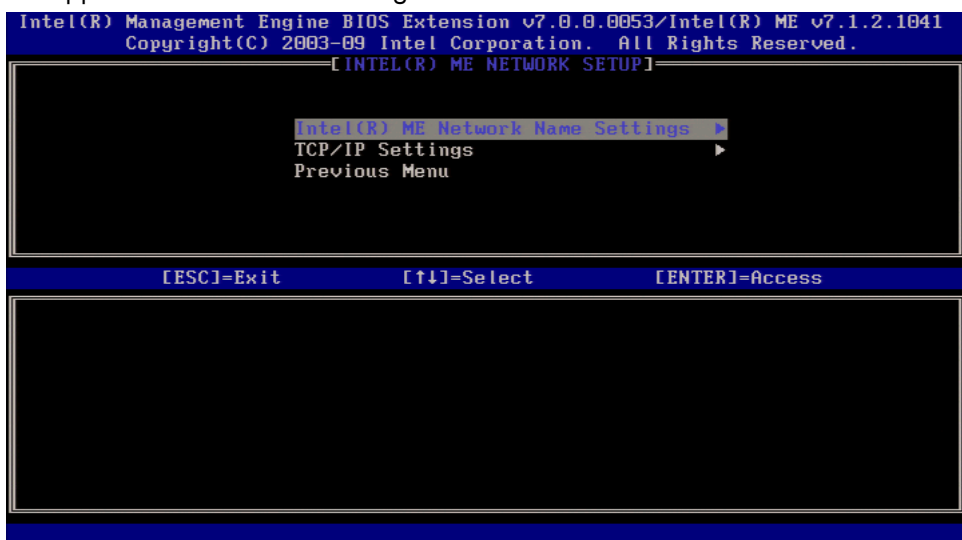 Intel(R) Management Engine BIOS Extension v7.0.0.0053/Intel(R) ME v7.1.2.1041
Copyright(C) 2003-09 Intel Corporation. All Rights Reserved.
[INTEL(R) ME NETWORK SETUP]
Intel(R) ME Network Name Settings ►
TCP/IP Settings ►
Previous Menu
[ESC]=Exit [↑↓]=Select [ENTER]=Access